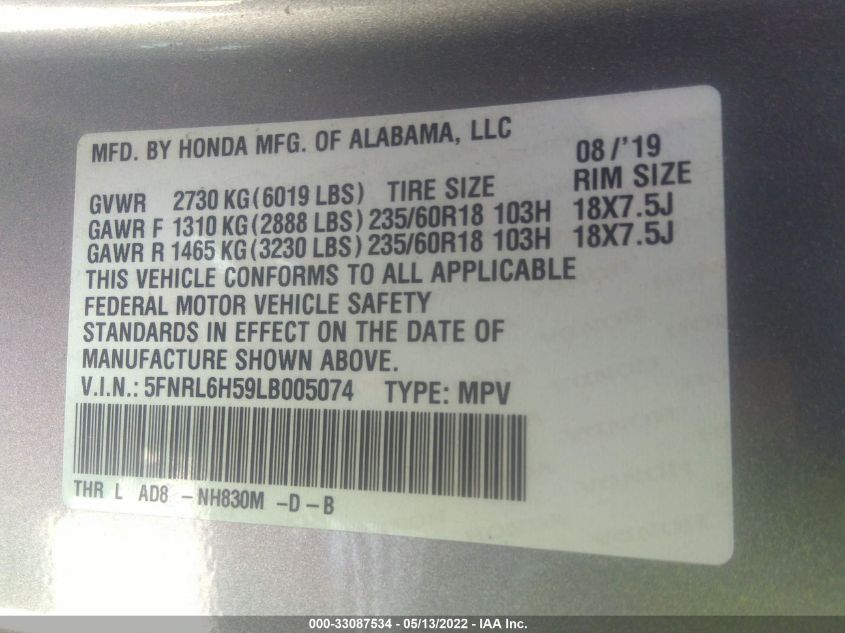 MFD. BY HONDA MFG. OF ALABAMA, LLC 08/'19
GVWR 2730 KG(6019 LBS) TIRE SIZE RIM SIZE
GAWR F 1310 KG(2888 LBS) 235/60R18 103H 18X7.5J
GAWR R 1465 KG(3230 LBS) 235/60R18 103H 18X7.5J
THIS VEHICLE CONFORMS TO ALL APPLICABLE
FEDERAL MOTOR VEHICLE SAFETY
STANDARDS IN EFFECT ON THE DATE OF
MANUFACTURE SHOWN ABOVE.
V.I.N.: 5FNRL6H59LB005074 TYPE: MPV
THR L AD8 -NH830M -D-B
000-33087534 - 05/13/2022 - IAA Inc.